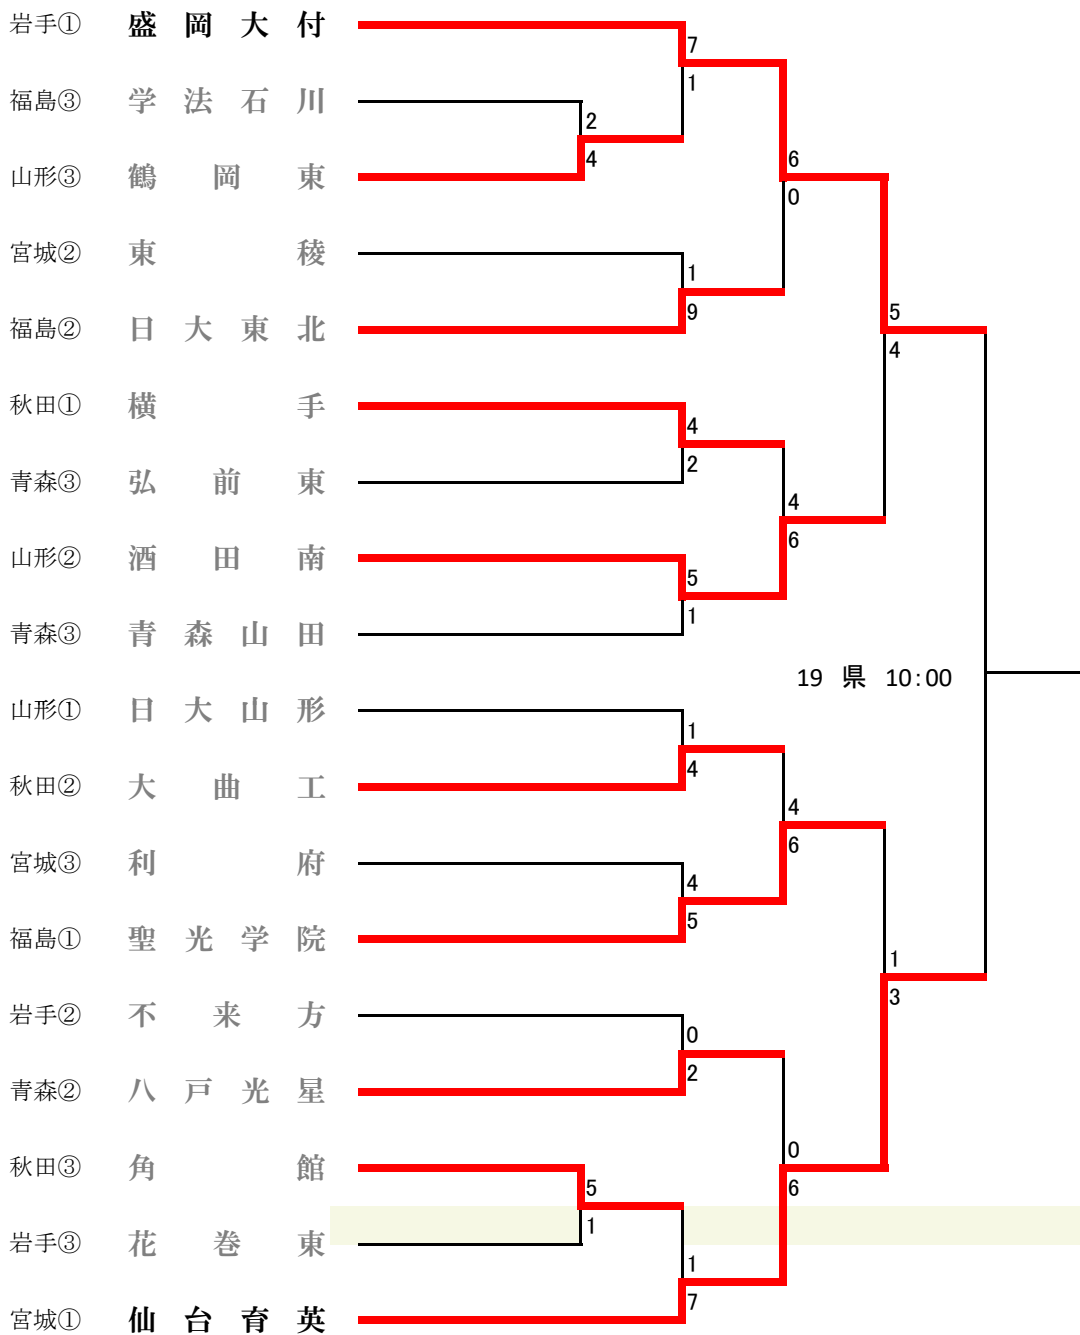 岩手① 盛岡大付
7
福島③ 学法石川
1
2
4
山形③ 鶴岡東
6
0
宮城② 東稜
1
福島② 日大東北
9
5
4
秋田① 横手
4
青森③ 弘前東
2
4
山形② 酒田南
6
5
青森③ 青森山田
1
19 県 10:00
山形① 日大山形
1
秋田② 大曲工
4
4
宮城③ 利府
6
4
福島① 聖光学院
5
1
3
岩手② 不来方
0
青森② 八戸光星
2
0
秋田③ 角館
6
5
岩手③ 花巻東
1
1
宮城① 仙台育英
7